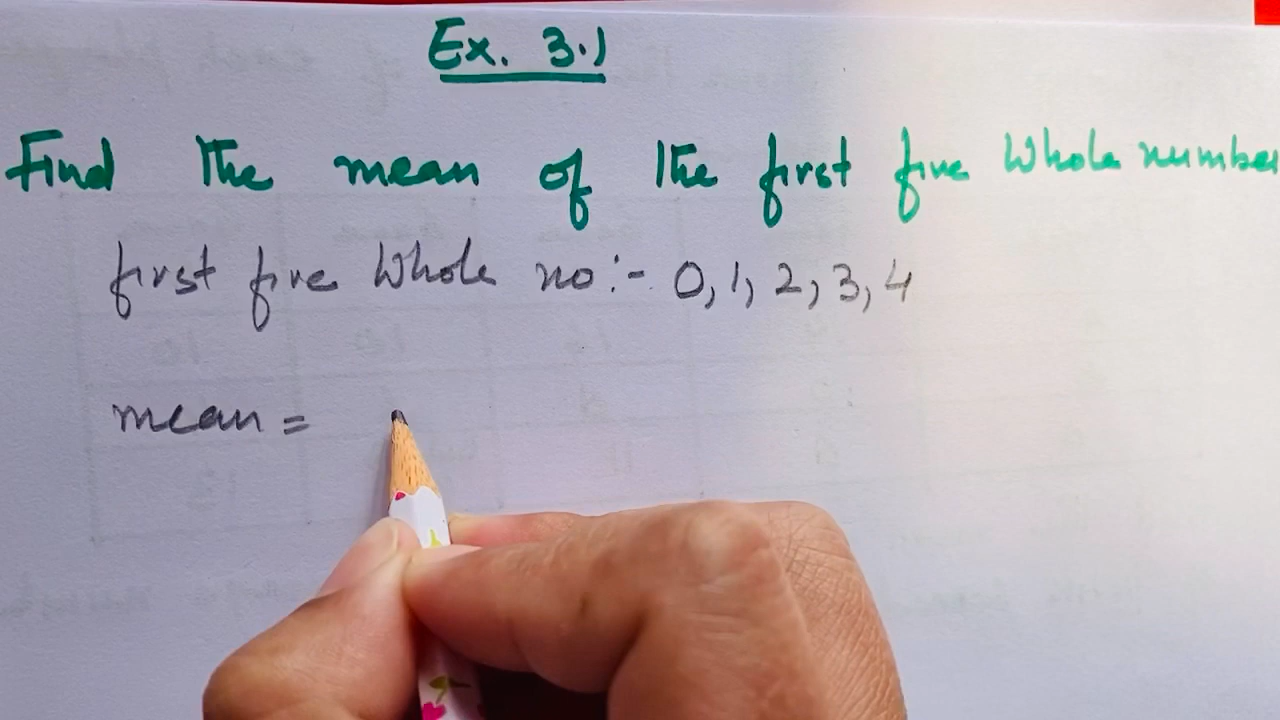 Ex. 3.1
Find the mean of the first five whole number
first five whole no:- 0, 1, 2, 3, 4
mean =